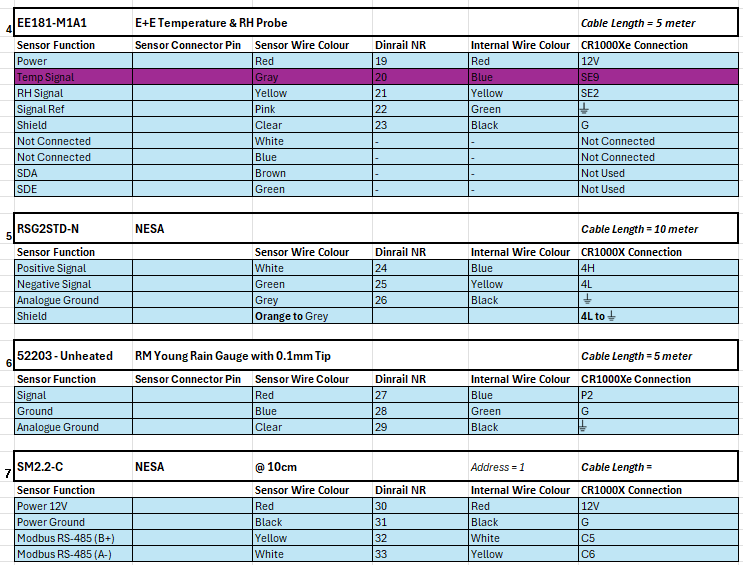 4 EE181-M1A1 E+E Temperature & RH Probe Cable Length = 5 meter
Sensor Function Sensor Connector Pin Sensor Wire Colour Dinrail NR Internal Wire Colour CR1000Xe Connection
Power Red 19 Red 12V
Temp Signal Gray 20 Blue SE9
RH Signal Yellow 21 Yellow SE2
Signal Ref Pink 22 Green ⏚
Shield Clear 23 Black G
Not Connected White - - Not Connected
Not Connected Blue - - Not Connected
SDA Brown - - Not Used
SDE Green - - Not Used
5 RSG2STD-N NESA Cable Length = 10 meter
Sensor Function Sensor Wire Colour Dinrail NR Internal Wire Colour CR1000X Connection
Positive Signal White 24 Blue 4H
Negative Signal Green 25 Yellow 4L
Analogue Ground Grey 26 Black ⏚
Shield Orange to Grey 4L to ⏚
6 52203 - Unheated RM Young Rain Gauge with 0.1mm Tip Cable Length = 5 meter
Sensor Function Sensor Connector Pin Sensor Wire Colour Dinrail NR Internal Wire Colour CR1000Xe Connection
Signal Red 27 Blue P2
Ground Blue 28 Green G
Analogue Ground Clear 29 Black ⏚
7 SM2.2-C NESA @ 10cm Address = 1 Cable Length =
Sensor Function Sensor Wire Colour Dinrail NR Internal Wire Colour CR1000X Connection
Power 12V Red 30 Red 12V
Power Ground Black 31 Black G
Modbus RS-485 (B+) Yellow 32 White C5
Modbus RS-485 (A-) White 33 Yellow C6